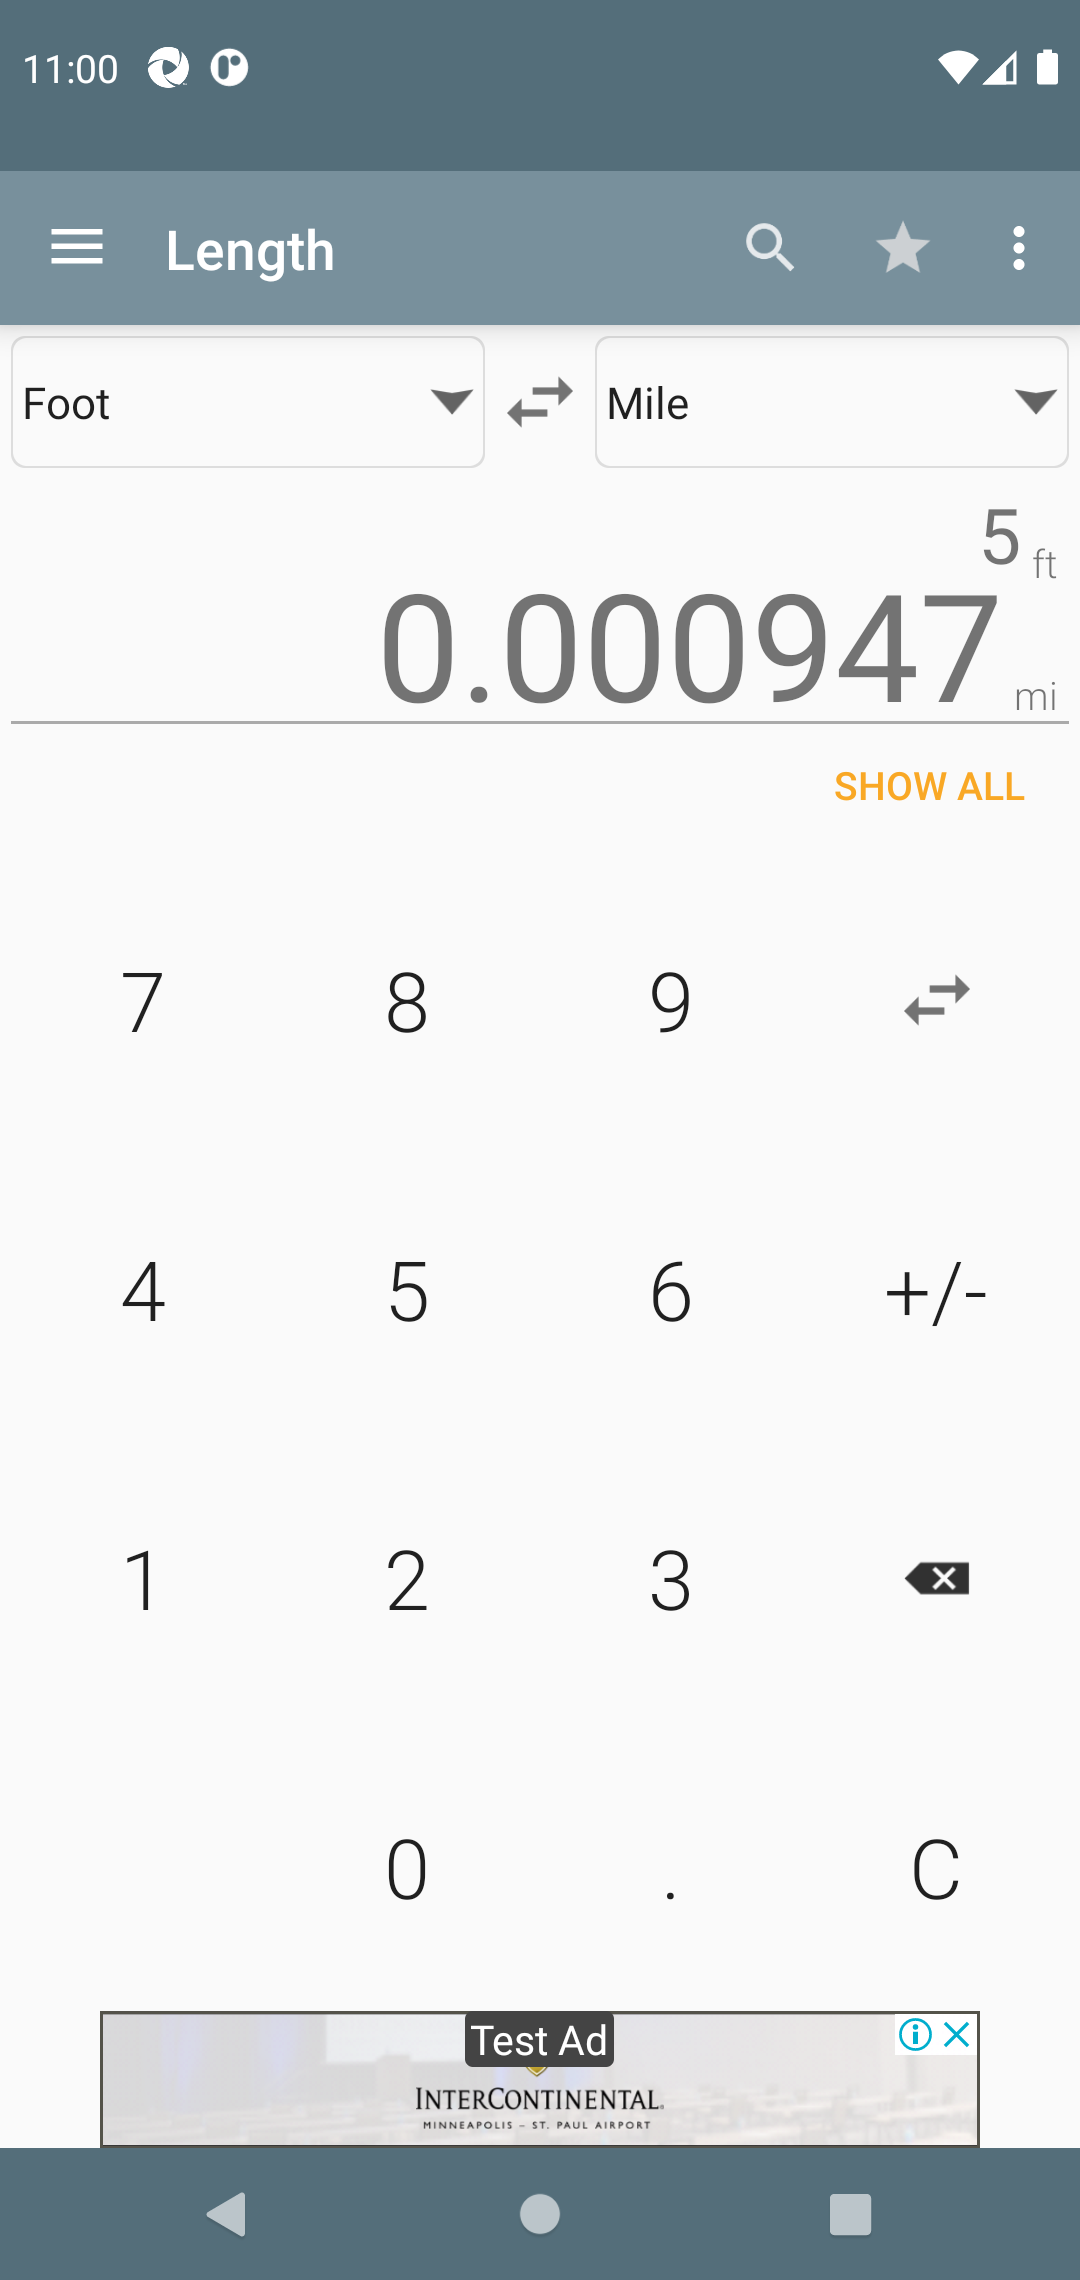 11:00
Length
Foot
Mile
5 ft
0.000947 mi
SHOW ALL
7 8 9
4 5 6 +/-
1 2 3
0 . C
Test Ad
INTERCONTINENTAL®
MINNEAPOLIS – ST. PAUL AIRPORT